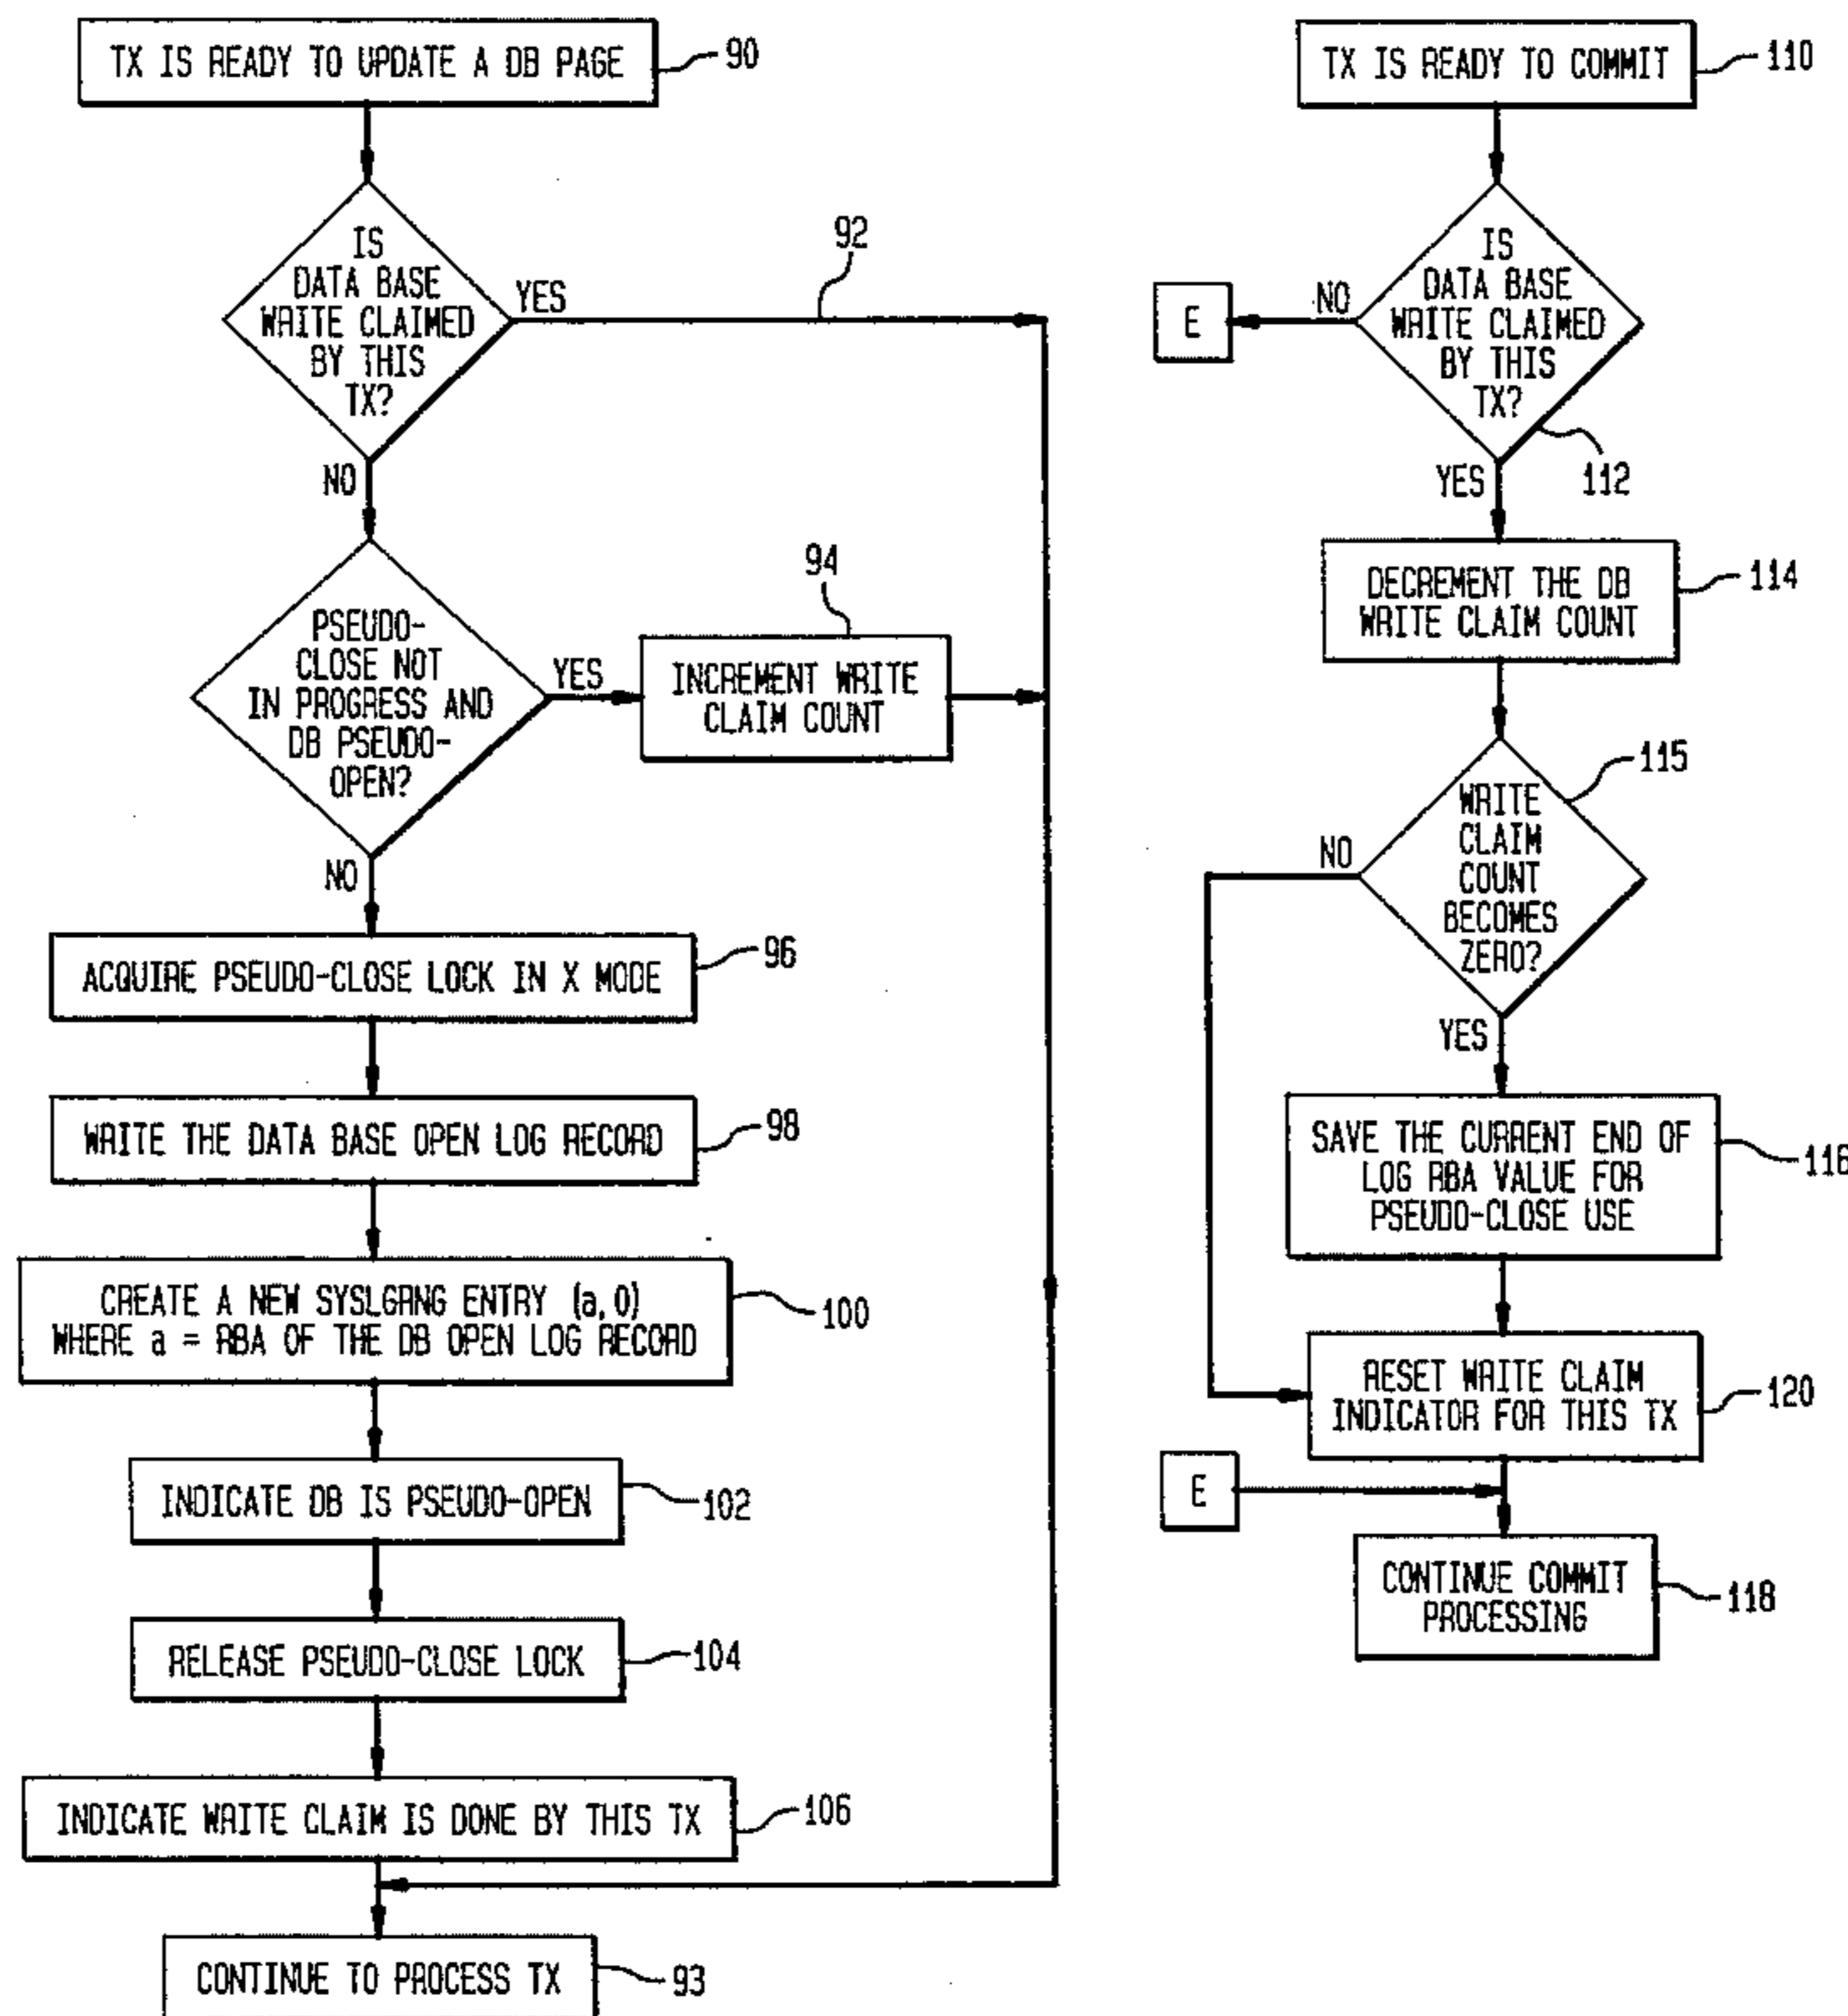 TX IS READY TO UPDATE A DB PAGE
90
IS
DATA BASE
WRITE CLAIMED
BY THIS
TX?
YES
92
NO
PSEUDO-
CLOSE NOT
IN PROGRESS AND
DB PSEUDO-
OPEN?
YES
94
INCREMENT WRITE
CLAIM COUNT
NO
ACQUIRE PSEUDO-CLOSE LOCK IN X MODE
96
WRITE THE DATA BASE OPEN LOG RECORD
98
CREATE A NEW SYSLGRNG ENTRY (a, 0)
WHERE a = RBA OF THE DB OPEN LOG RECORD
100
INDICATE DB IS PSEUDO-OPEN
102
RELEASE PSEUDO-CLOSE LOCK
104
INDICATE WRITE CLAIM IS DONE BY THIS TX
106
CONTINUE TO PROCESS TX
93
TX IS READY TO COMMIT
110
IS
DATA BASE
WRITE CLAIMED
BY THIS
TX?
NO
E
YES
112
DECREMENT THE DB
WRITE CLAIM COUNT
114
WRITE
CLAIM
COUNT
BECOMES
ZERO?
115
NO
YES
SAVE THE CURRENT END OF
LOG RBA VALUE FOR
PSEUDO-CLOSE USE
116
RESET WRITE CLAIM
INDICATOR FOR THIS TX
120
E
CONTINUE COMMIT
PROCESSING
118